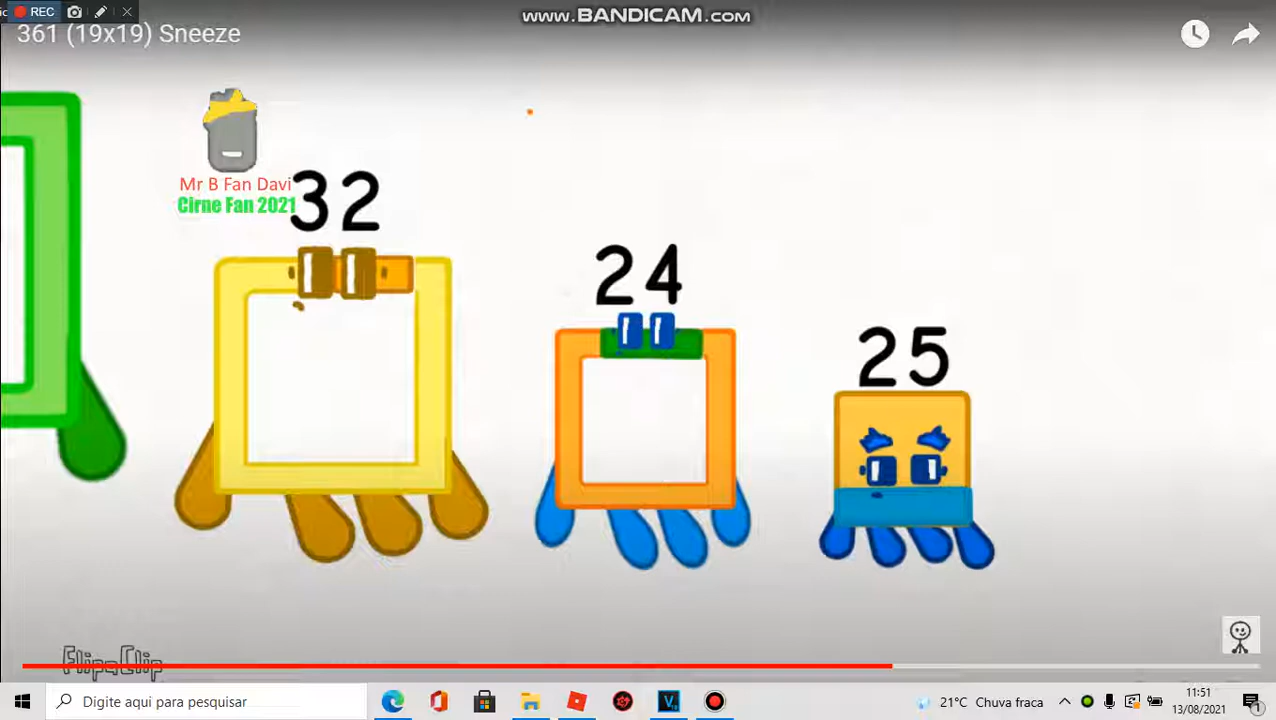 REC
www.BANDICAM.com
361 (19x19) Sneeze
Mr B Fan Davi
Cirne Fan 2021
32
24
25
FlipaClip
Digite aqui para pesquisar
21°C Chuva fraca
11:51
13/08/2021
1